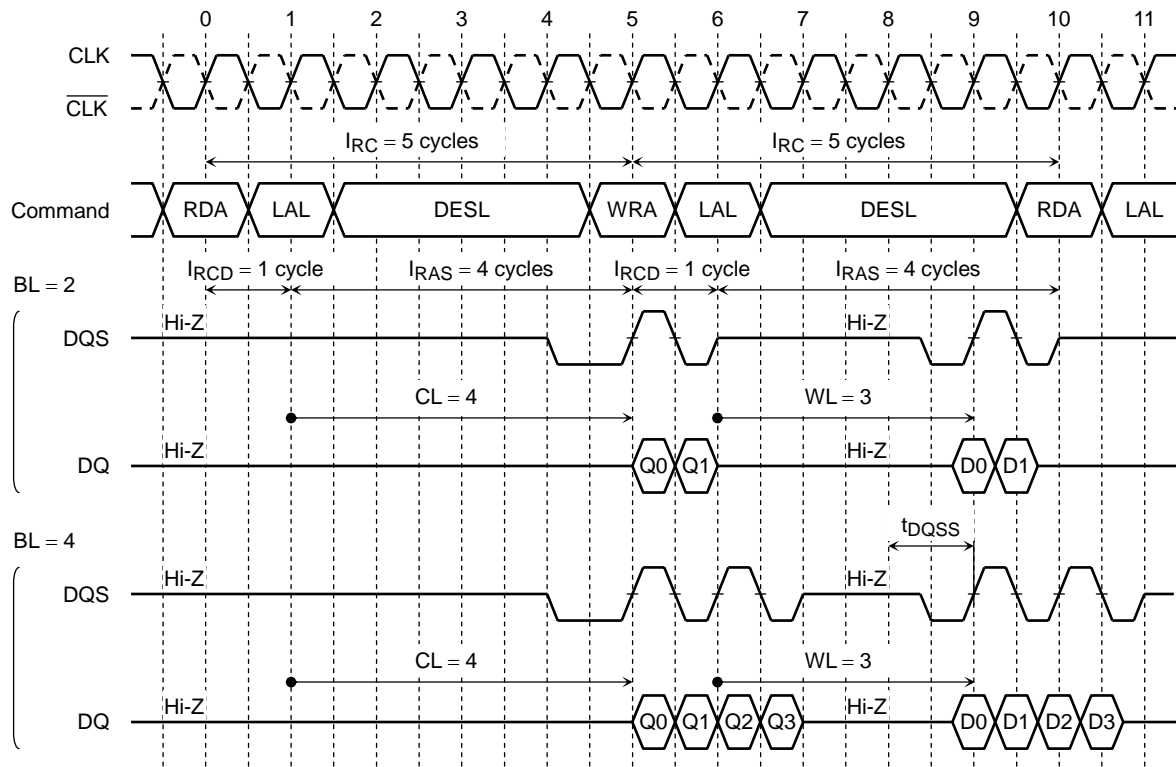 0 1 2 3 4 5 6 7 8 9 10 11
CLK
CLK
IRC = 5 cycles IRC = 5 cycles
Command RDA LAL DESL WRA LAL DESL RDA LAL
IRCD = 1 cycle IRAS = 4 cycles IRCD = 1 cycle IRAS = 4 cycles
BL = 2
Hi-Z Hi-Z
DQS
CL = 4 WL = 3
DQ Hi-Z Q0 Q1 Hi-Z D0 D1
tDQSS
BL = 4
Hi-Z Hi-Z
DQS
CL = 4 WL = 3
DQ Hi-Z Q0 Q1 Q2 Q3 Hi-Z D0 D1 D2 D3